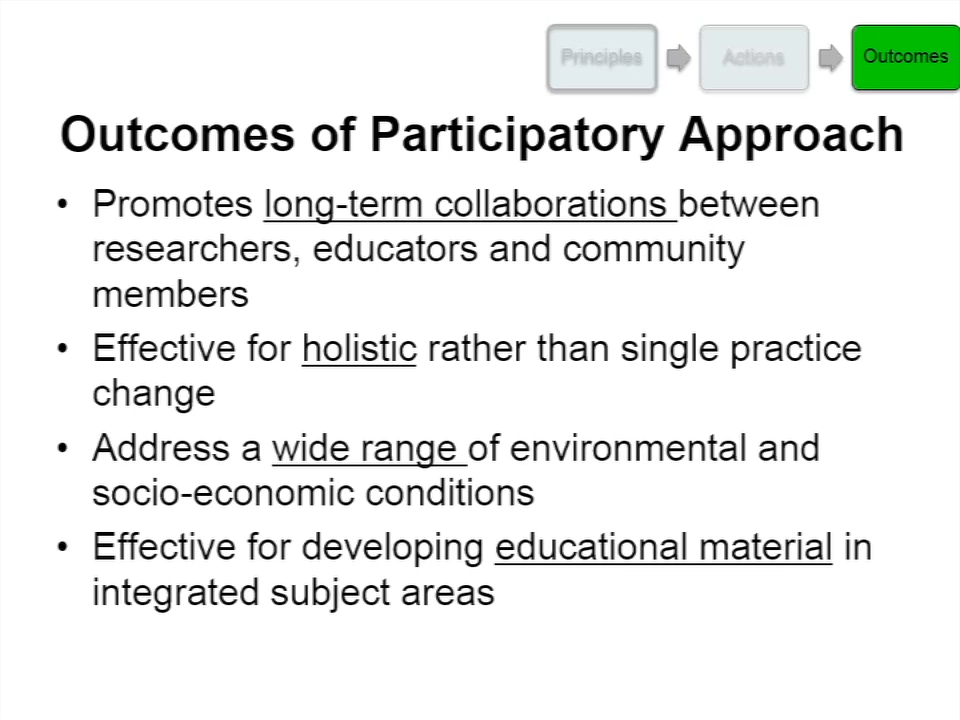 Principles Actions Outcomes
Outcomes of Participatory Approach
• Promotes long-term collaborations between
researchers, educators and community
members
• Effective for holistic rather than single practice
change
• Address a wide range of environmental and
socio-economic conditions
• Effective for developing educational material in
integrated subject areas